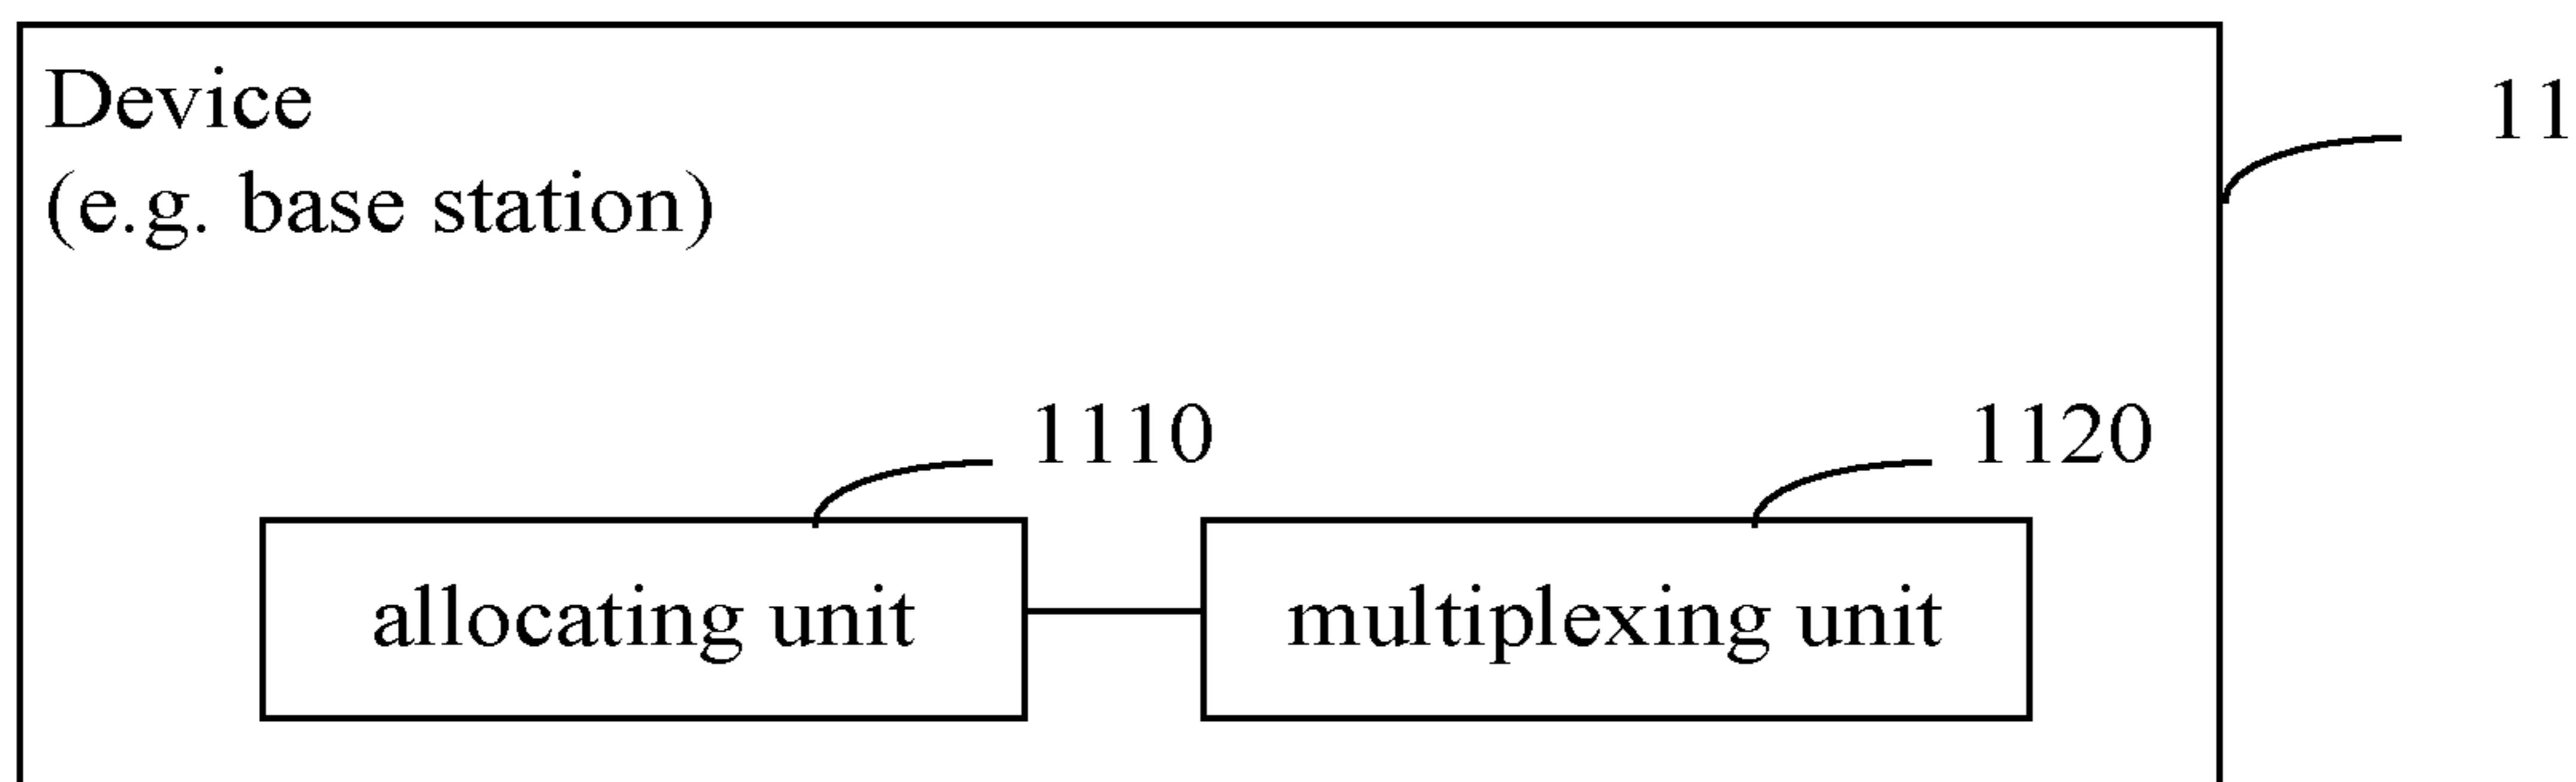 Device
(e.g. base station)
11
1110
1120
allocating unit
multiplexing unit